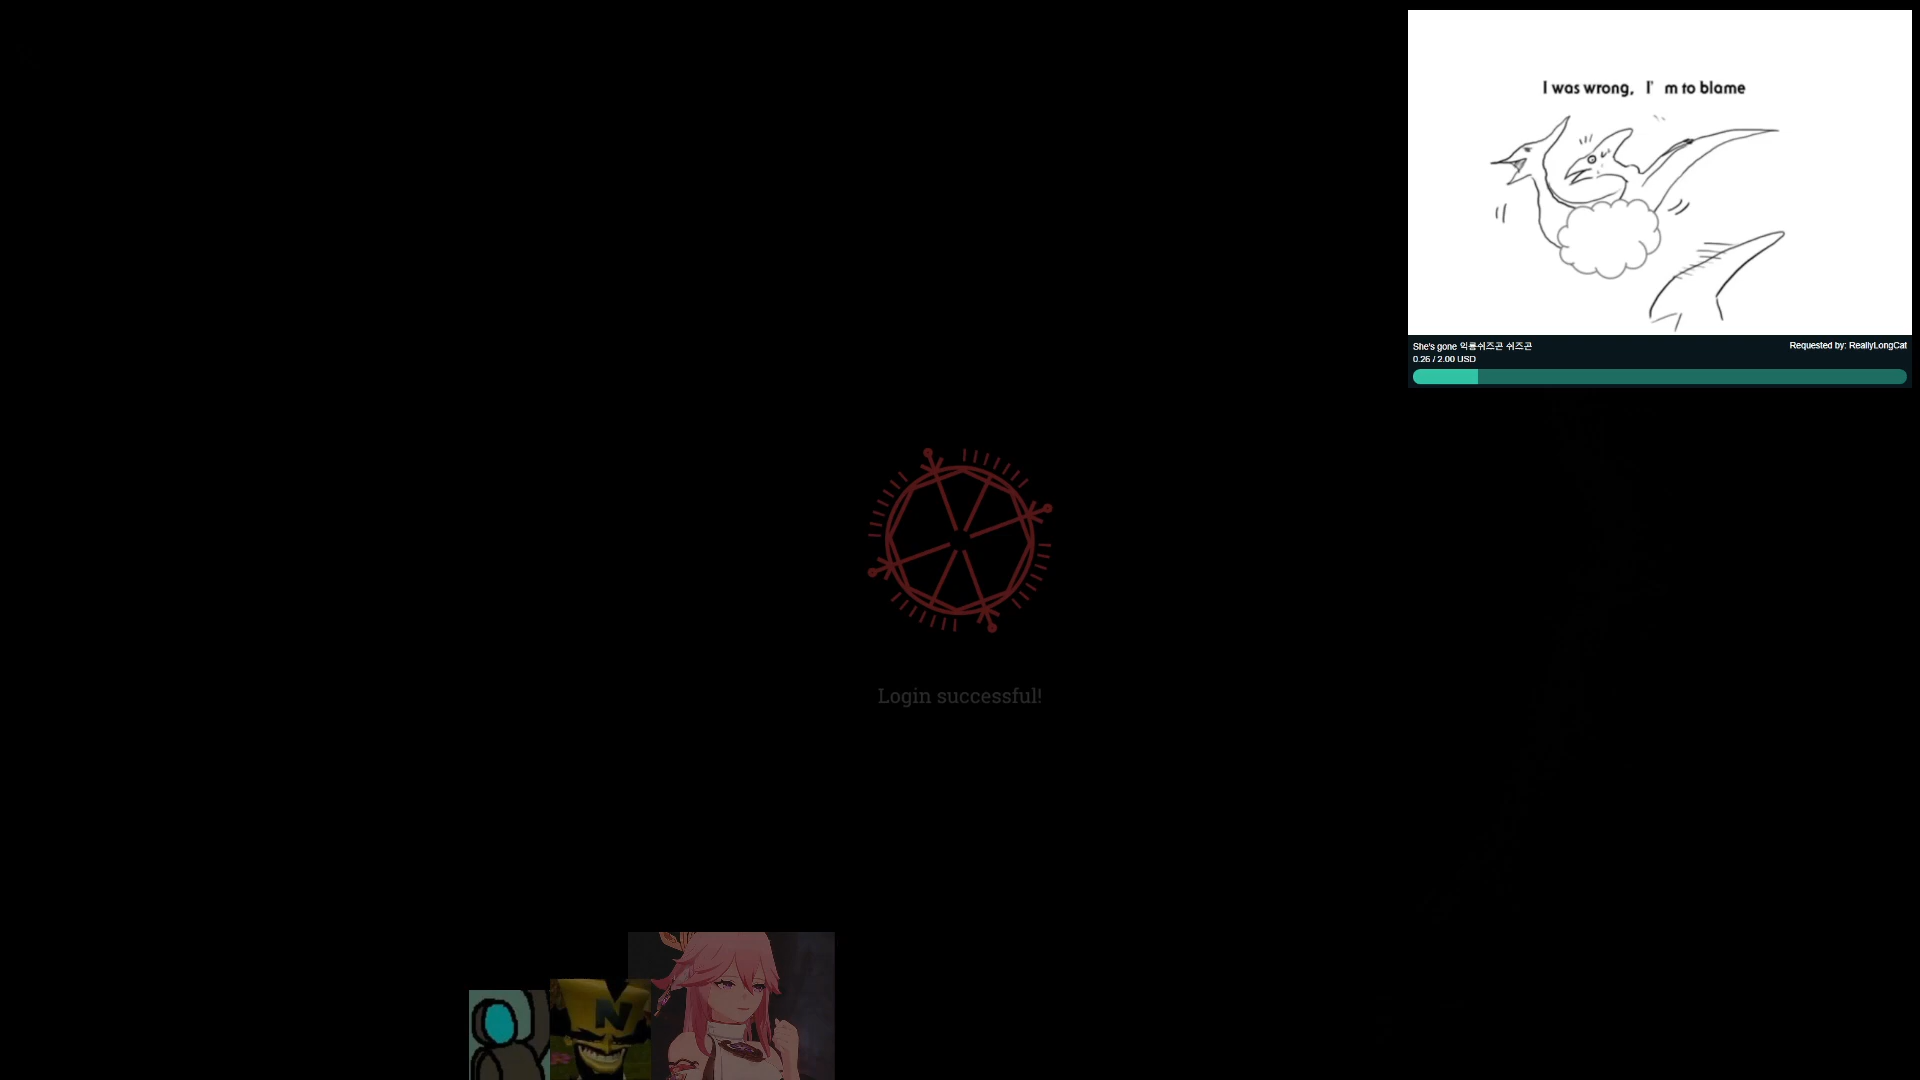 I was wrong, I' m to blame
She's gone 익룡쉬즈곤 쉬즈곤
Requested by: ReallyLongCat
0.26 / 2.00 USD
Login successful!
N